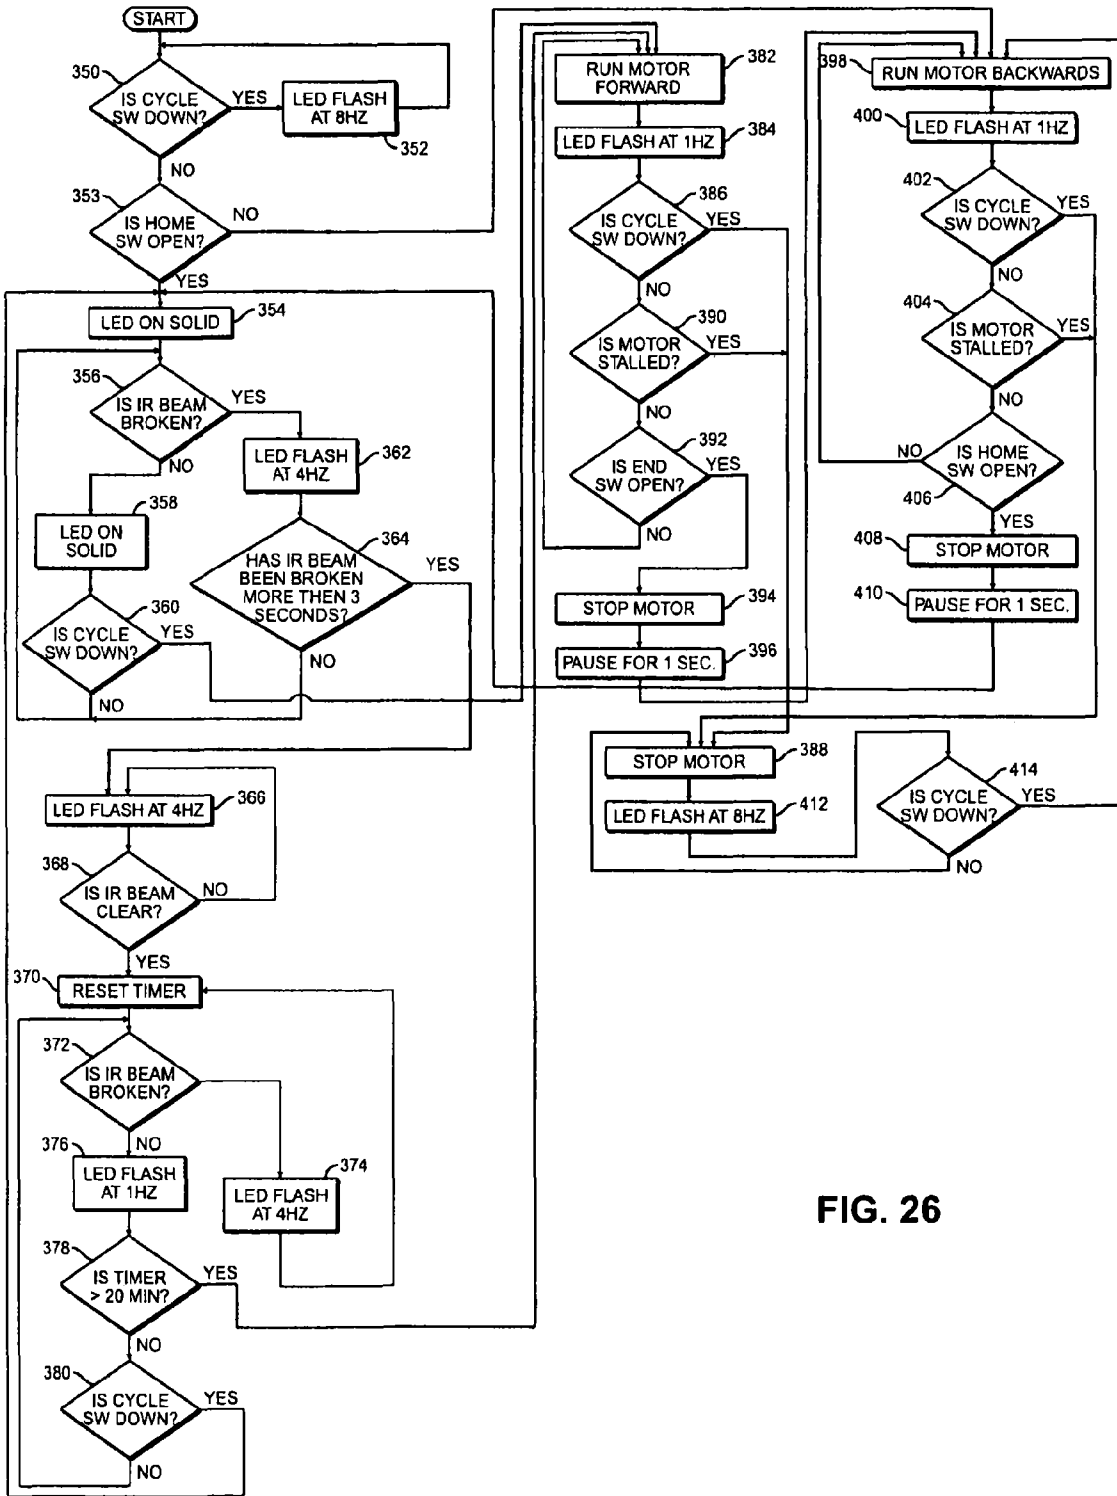 START
350
IS CYCLE
SW DOWN?
YES
LED FLASH
AT 8HZ
352
NO
353
IS HOME
SW OPEN?
NO
YES
LED ON SOLID
354
356
IS IR BEAM
BROKEN?
YES
NO
LED FLASH
AT 4HZ
362
358
LED ON
SOLID
364
HAS IR BEAM
BEEN BROKEN
MORE THEN 3
SECONDS?
YES
NO
360
IS CYCLE
SW DOWN?
YES
NO
LED FLASH AT 4HZ
366
368
IS IR BEAM
CLEAR?
NO
YES
370
RESET TIMER
372
IS IR BEAM
BROKEN?
NO
376
LED FLASH
AT 1HZ
374
LED FLASH
AT 4HZ
378
IS TIMER
> 20 MIN?
YES
NO
380
IS CYCLE
SW DOWN?
YES
NO
RUN MOTOR
FORWARD
382
LED FLASH AT 1HZ
384
386
IS CYCLE
SW DOWN?
YES
NO
390
IS MOTOR
STALLED?
YES
NO
392
IS END
SW OPEN?
YES
NO
STOP MOTOR
394
PAUSE FOR 1 SEC.
396
398
RUN MOTOR BACKWARDS
400
LED FLASH AT 1HZ
402
IS CYCLE
SW DOWN?
YES
NO
404
IS MOTOR
STALLED?
YES
NO
NO
IS HOME
SW OPEN?
406
YES
408
STOP MOTOR
410
PAUSE FOR 1 SEC.
STOP MOTOR
388
LED FLASH AT 8HZ
412
414
IS CYCLE
SW DOWN?
YES
NO
FIG. 26